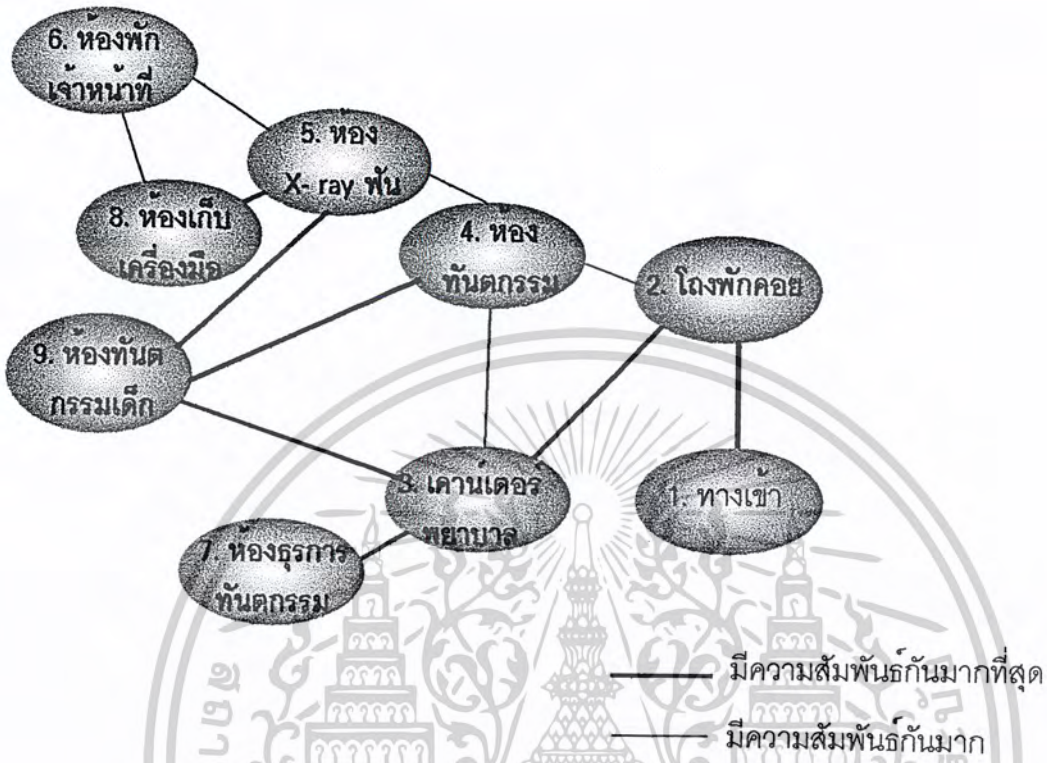 6. ห้องพัก
เจ้าหน้าที่
5. ห้อง
X- ray ฟัน
8. ห้องเก็บ
เครื่องมือ
4. ห้อง
ทันตกรรม
2. โถงพักคอย
9. ห้องทันต
กรรมเด็ก
3. เคาน์เตอร์
พยาบาล
1. ทางเข้า
7. ห้องธุรการ
ทันตกรรม
มีความสัมพันธ์กันมากที่สุด
มีความสัมพันธ์กันมาก